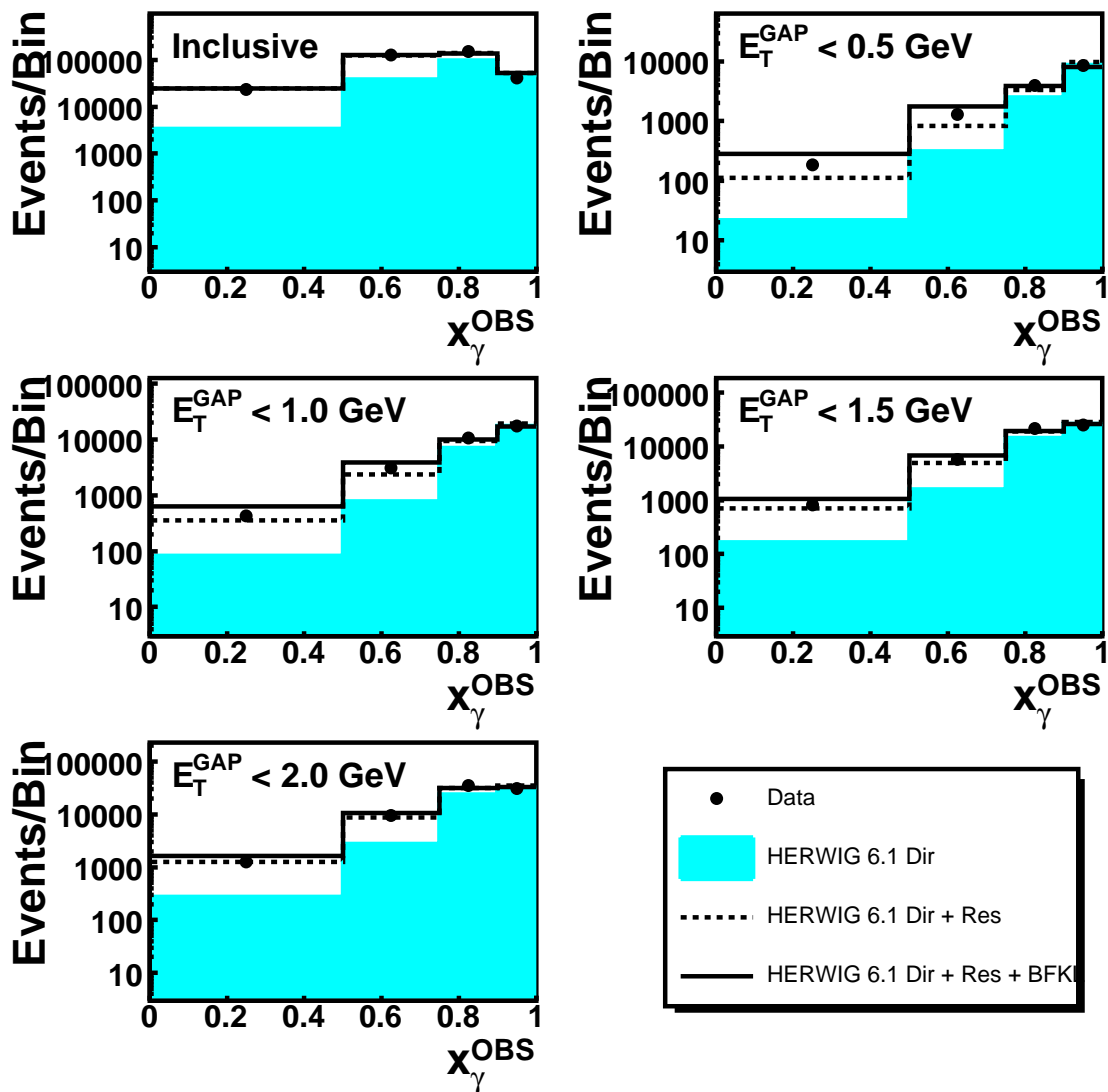 Inclusive
Events/Bin
100000
10000
1000
100
10
0 0.2 0.4 0.6 0.8 1
x_γ^OBS
E_T^GAP < 0.5 GeV
Events/Bin
10000
1000
100
10
0 0.2 0.4 0.6 0.8 1
x_γ^OBS
E_T^GAP < 1.0 GeV
Events/Bin
100000
10000
1000
100
10
0 0.2 0.4 0.6 0.8 1
x_γ^OBS
E_T^GAP < 1.5 GeV
Events/Bin
100000
10000
1000
100
10
0 0.2 0.4 0.6 0.8 1
x_γ^OBS
E_T^GAP < 2.0 GeV
Events/Bin
100000
10000
1000
100
10
0 0.2 0.4 0.6 0.8 1
x_γ^OBS
Data
HERWIG 6.1 Dir
HERWIG 6.1 Dir + Res
HERWIG 6.1 Dir + Res + BFKL